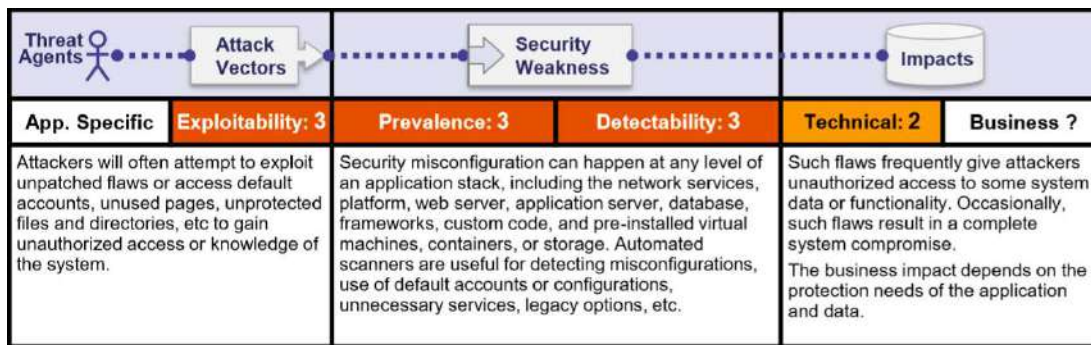 Threat
Agents
Attack
Vectors
Security
Weakness
Impacts
App. Specific
Exploitability: 3
Prevalence: 3
Detectability: 3
Technical: 2
Business ?
Attackers will often attempt to exploit
unpatched flaws or access default
accounts, unused pages, unprotected
files and directories, etc to gain
unauthorized access or knowledge of
the system.
Security misconfiguration can happen at any level of
an application stack, including the network services,
platform, web server, application server, database,
frameworks, custom code, and pre-installed virtual
machines, containers, or storage. Automated
scanners are useful for detecting misconfigurations,
use of default accounts or configurations,
unnecessary services, legacy options, etc.
Such flaws frequently give attackers
unauthorized access to some system
data or functionality. Occasionally,
such flaws result in a complete
system compromise.
The business impact depends on the
protection needs of the application
and data.